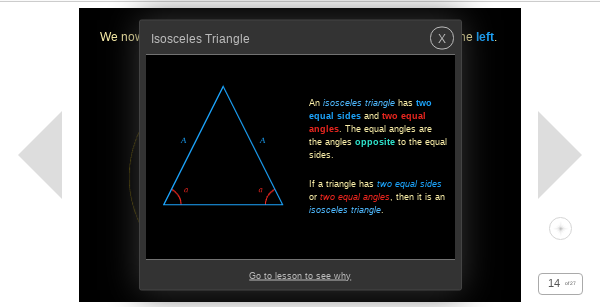 We now
he left.
Isosceles Triangle
X
An isosceles triangle has two
equal sides and two equal
angles. The equal angles are
the angles opposite to the equal
sides.
If a triangle has two equal sides
or two equal angles, then it is an
isosceles triangle.
A
A
a
a
Go to lesson to see why
14 of 27